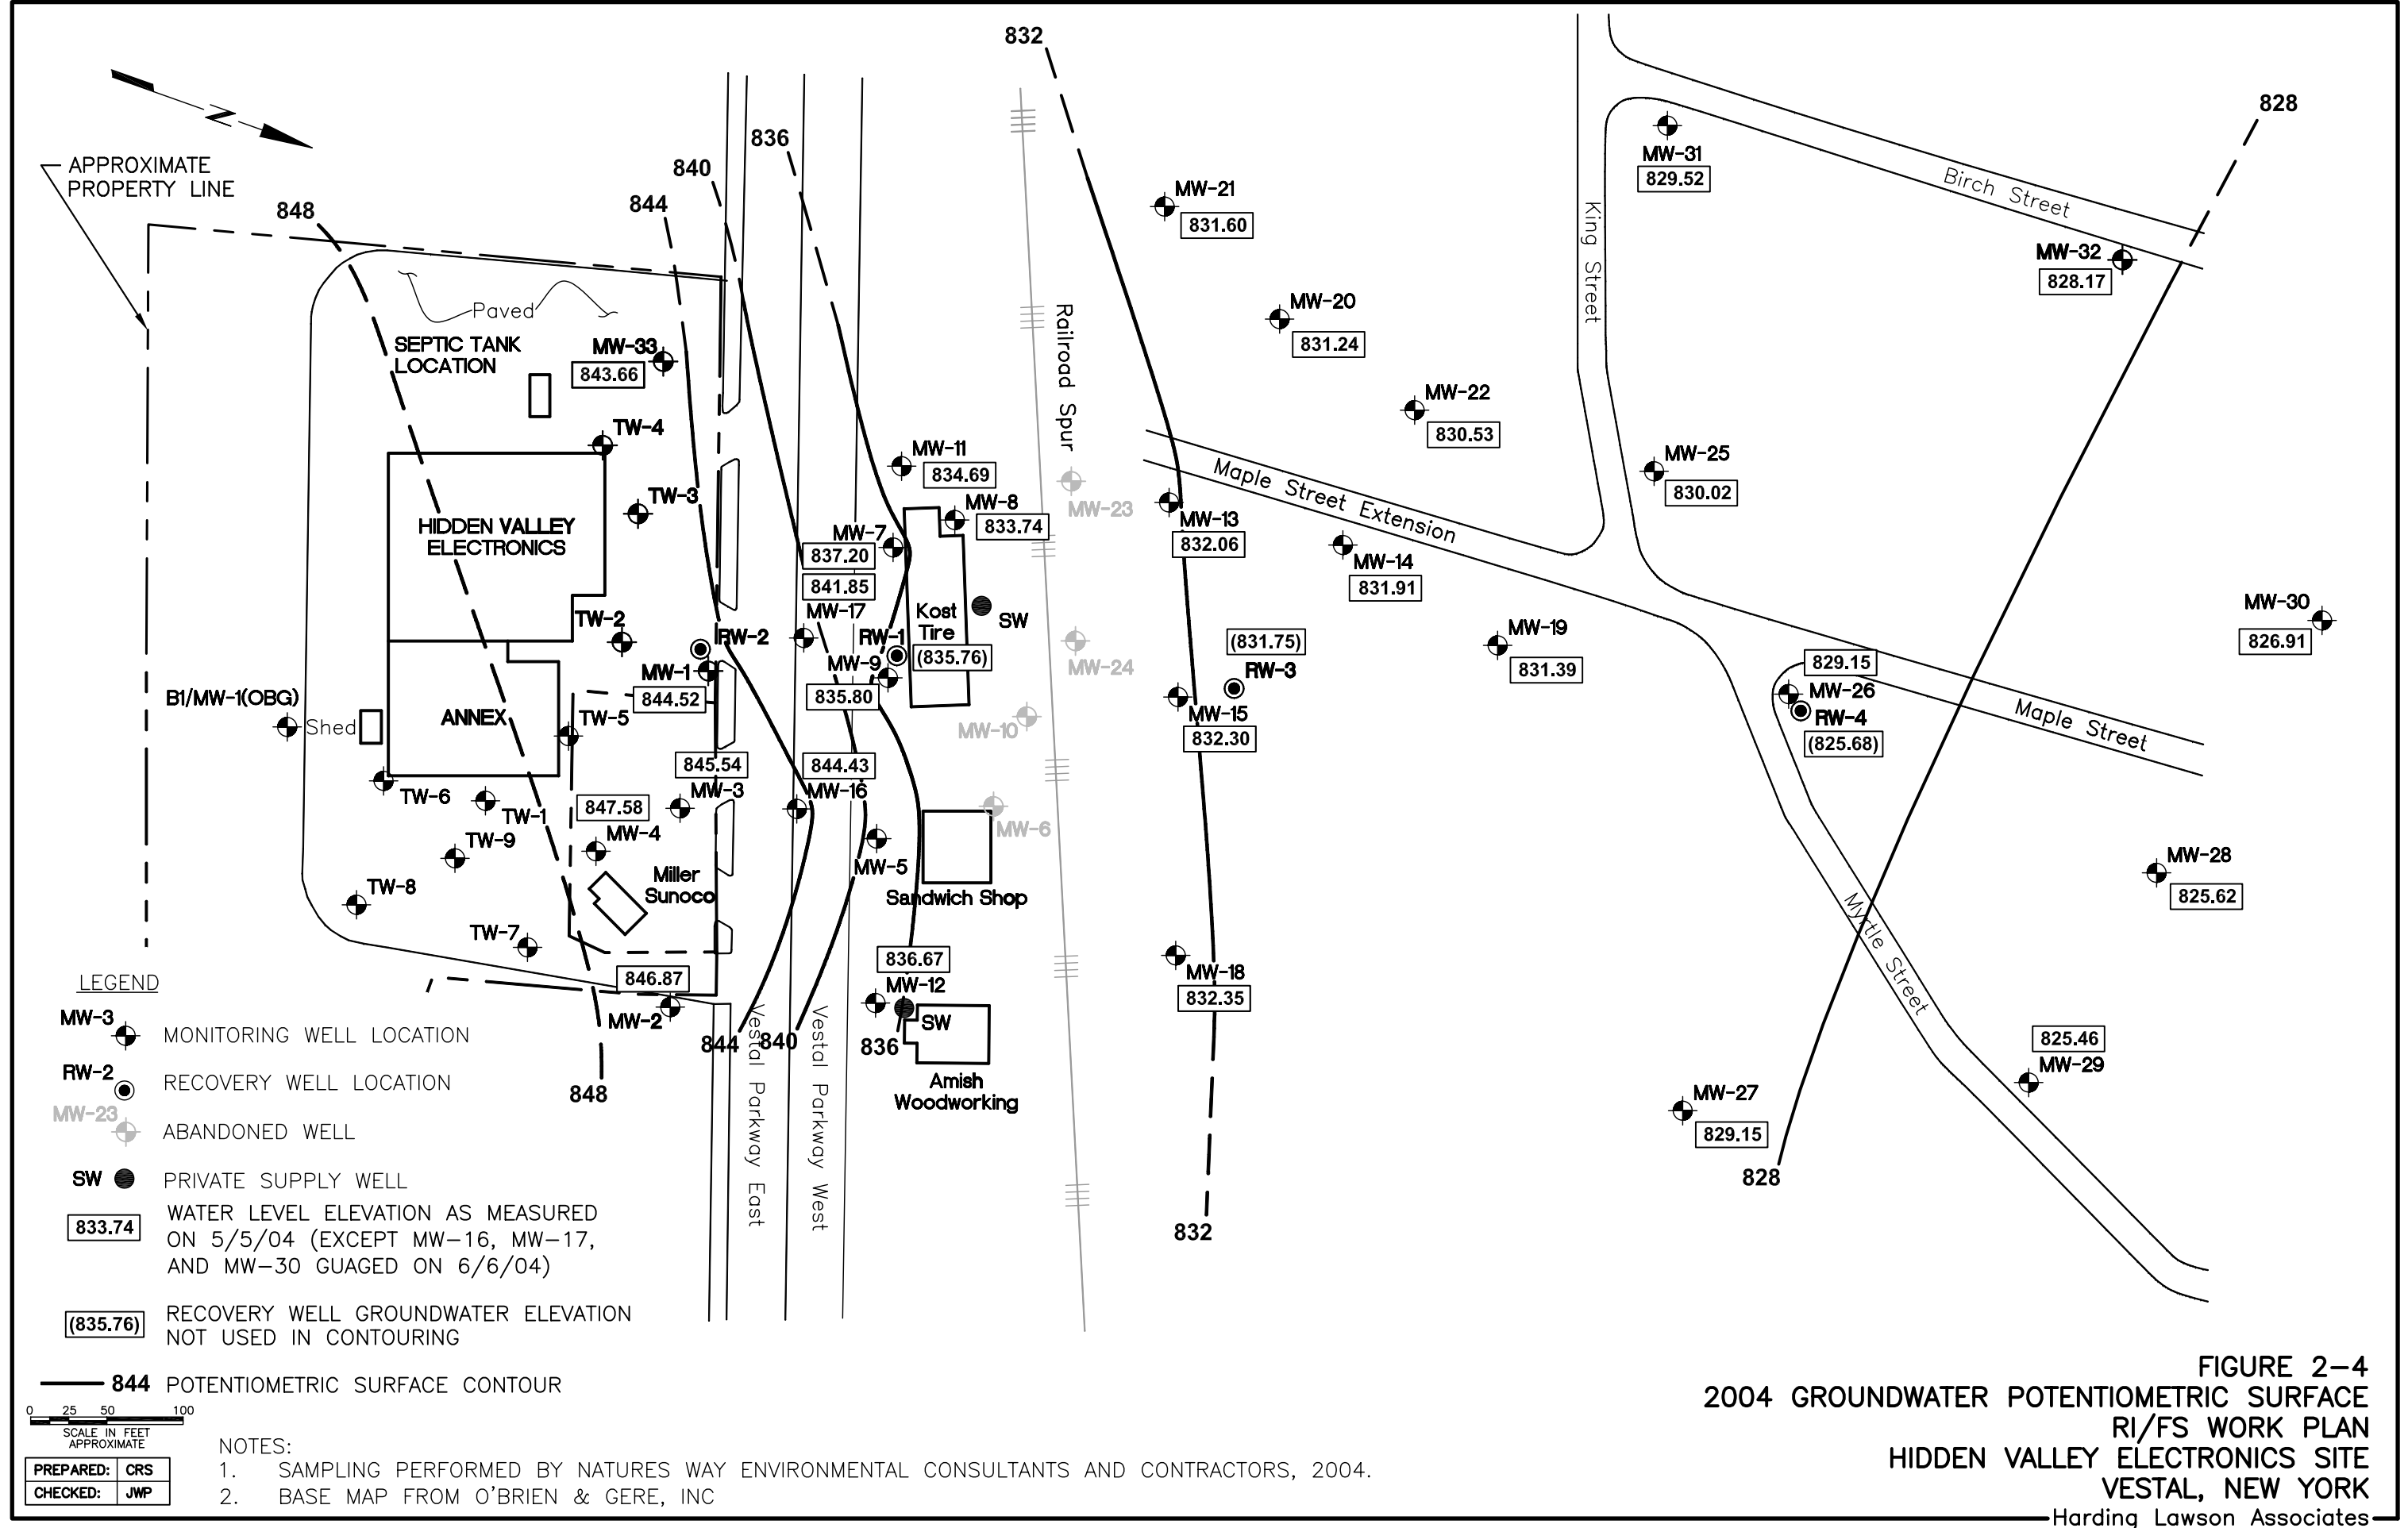 832
828
836
840
844
848
N
APPROXIMATE
PROPERTY LINE
Paved
SEPTIC TANK
LOCATION
MW-33
843.66
TW-4
TW-3
HIDDEN VALLEY
ELECTRONICS
TW-2
RW-2
MW-1
844.52
B1/MW-1(OBG)
Shed
ANNEX
TW-5
TW-6
TW-1
TW-9
TW-8
TW-7
845.54
MW-3
847.58
MW-4
Miller
Sunoco
846.87
MW-2
848
844
840
836
Vestal Parkway East
Vestal Parkway West
MW-11
834.69
MW-8
833.74
MW-7
837.20
841.85
MW-17
RW-1
(835.76)
MW-9
835.80
Kost
Tire
SW
844.43
MW-16
MW-5
Sandwich Shop
836.67
MW-12
SW
Amish
Woodworking
Railroad Spur
MW-23
MW-24
MW-10
MW-6
MW-21
831.60
MW-20
831.24
MW-22
830.53
Maple Street Extension
MW-13
832.06
MW-14
831.91
MW-19
831.39
(831.75)
RW-3
MW-15
832.30
MW-18
832.35
832
King Street
Birch Street
MW-31
829.52
MW-32
828.17
MW-25
830.02
MW-30
826.91
829.15
MW-26
RW-4
(825.68)
Maple Street
MW-28
825.62
Myrtle Street
825.46
MW-29
MW-27
829.15
828
LEGEND
MW-3
MONITORING WELL LOCATION
RW-2
RECOVERY WELL LOCATION
MW-23
ABANDONED WELL
SW
PRIVATE SUPPLY WELL
833.74
WATER LEVEL ELEVATION AS MEASURED
ON 5/5/04 (EXCEPT MW-16, MW-17,
AND MW-30 GUAGED ON 6/6/04)
(835.76)
RECOVERY WELL GROUNDWATER ELEVATION
NOT USED IN CONTOURING
844 POTENTIOMETRIC SURFACE CONTOUR
0 25 50 100
SCALE IN FEET
APPROXIMATE
PREPARED: CRS
CHECKED: JWP
NOTES:
1. SAMPLING PERFORMED BY NATURES WAY ENVIRONMENTAL CONSULTANTS AND CONTRACTORS, 2004.
2. BASE MAP FROM O'BRIEN & GERE, INC
FIGURE 2-4
2004 GROUNDWATER POTENTIOMETRIC SURFACE
RI/FS WORK PLAN
HIDDEN VALLEY ELECTRONICS SITE
VESTAL, NEW YORK
Harding Lawson Associates